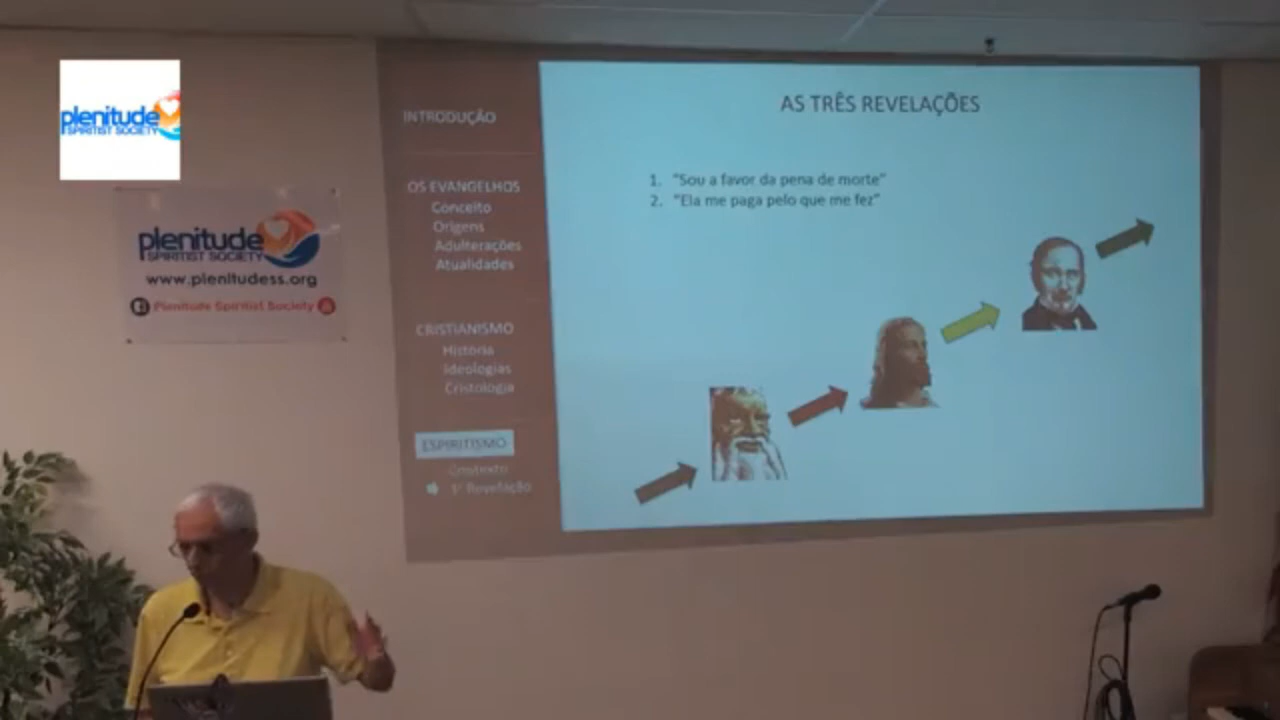 plenitude
SPIRITIST SOCIETY
plenitude
SPIRITIST SOCIETY
www.plenitudess.org
Plenitude Spiritist Society
INTRODUÇÃO
OS EVANGELHOS
Conceito
Origens
Adulterações
Atualidades
CRISTIANISMO
História
Ideologias
Cristologia
ESPIRITISMO
Contexto
Revelação
AS TRÊS REVELAÇÕES
1. "Sou a favor da pena de morte"
2. "Ela me paga pelo que me fez"